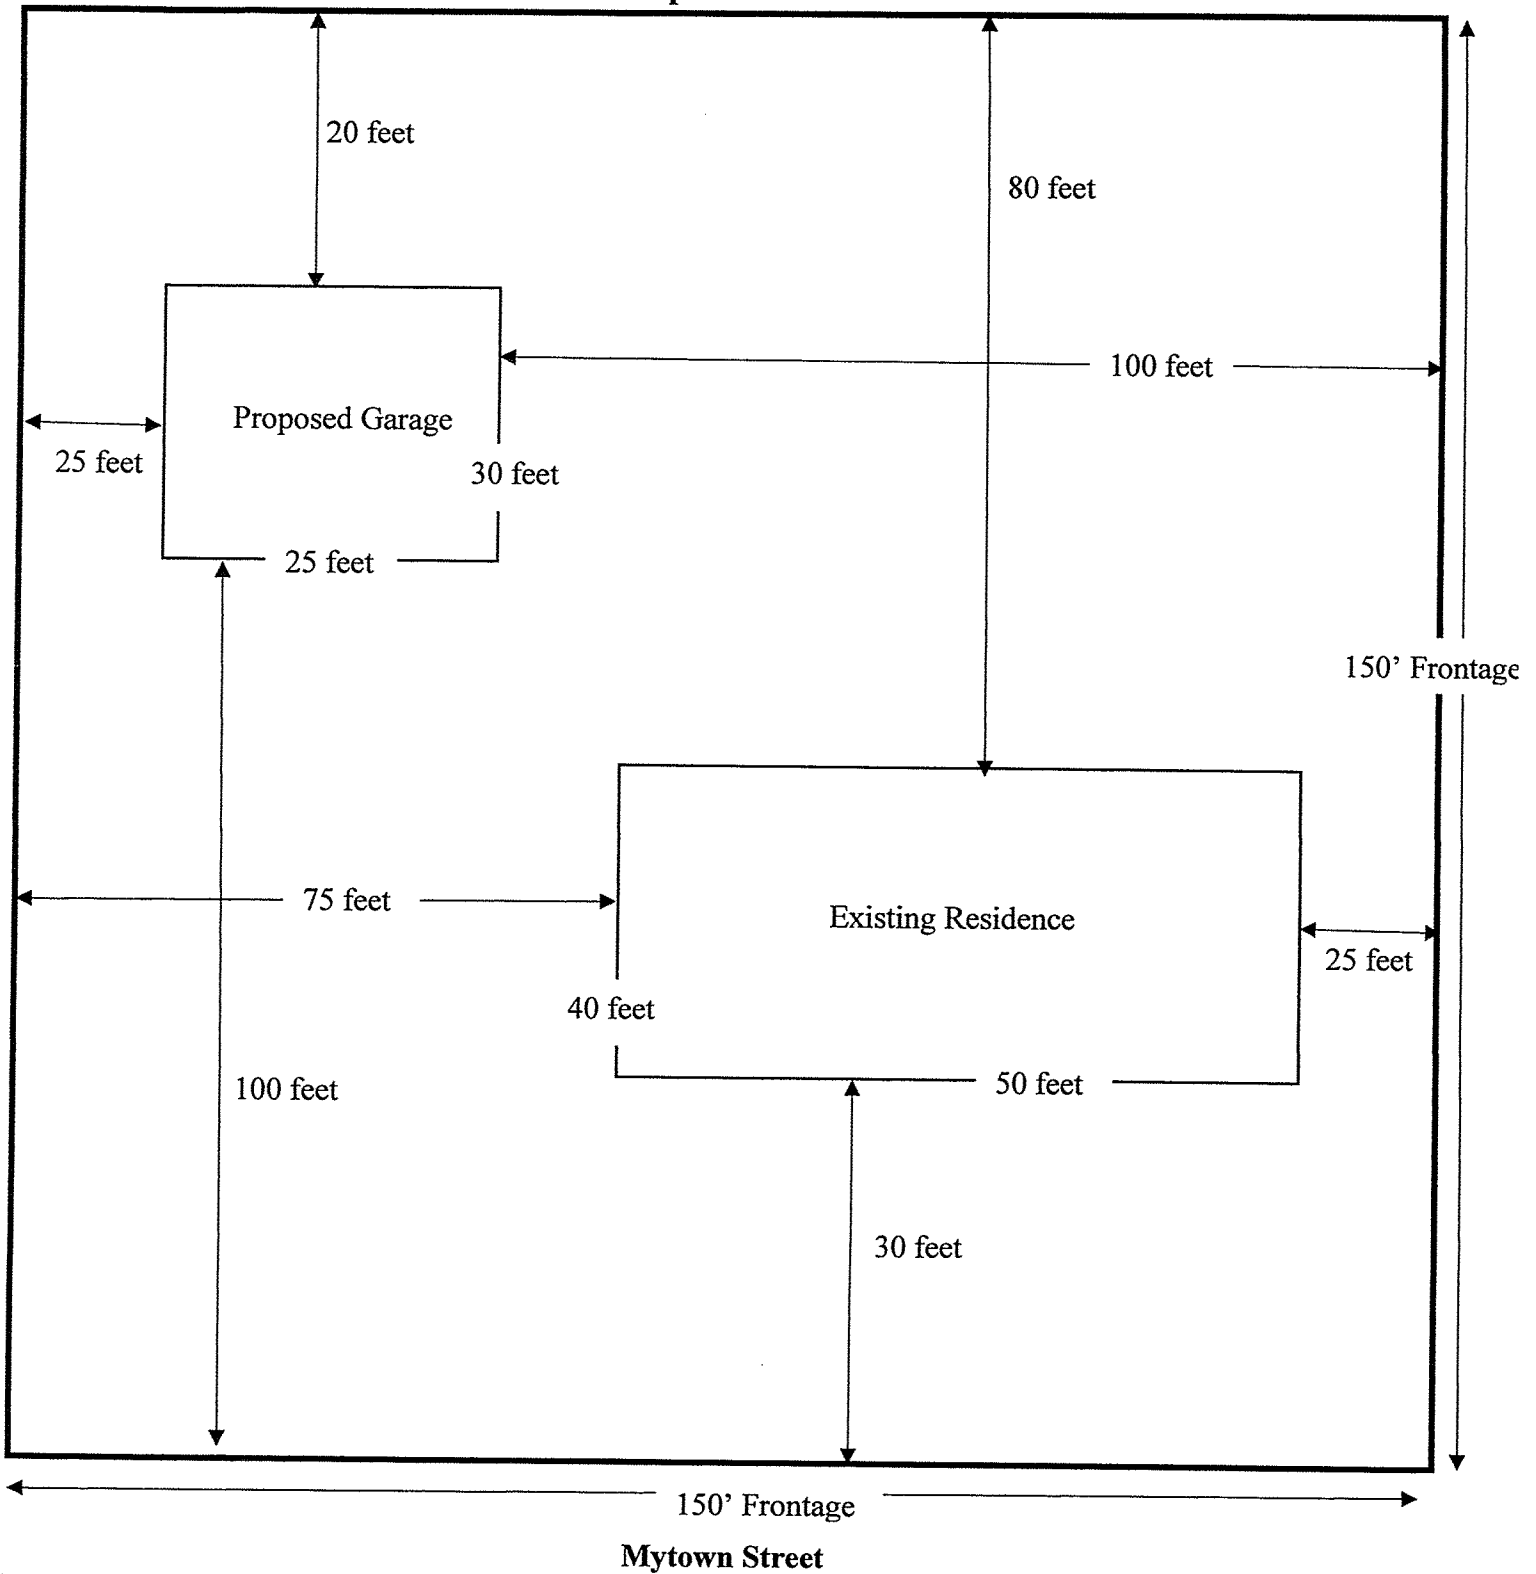 20 feet
80 feet
100 feet
Proposed Garage
25 feet
30 feet
25 feet
150’ Frontage
75 feet
Existing Residence
25 feet
40 feet
50 feet
100 feet
30 feet
150’ Frontage
Mytown Street